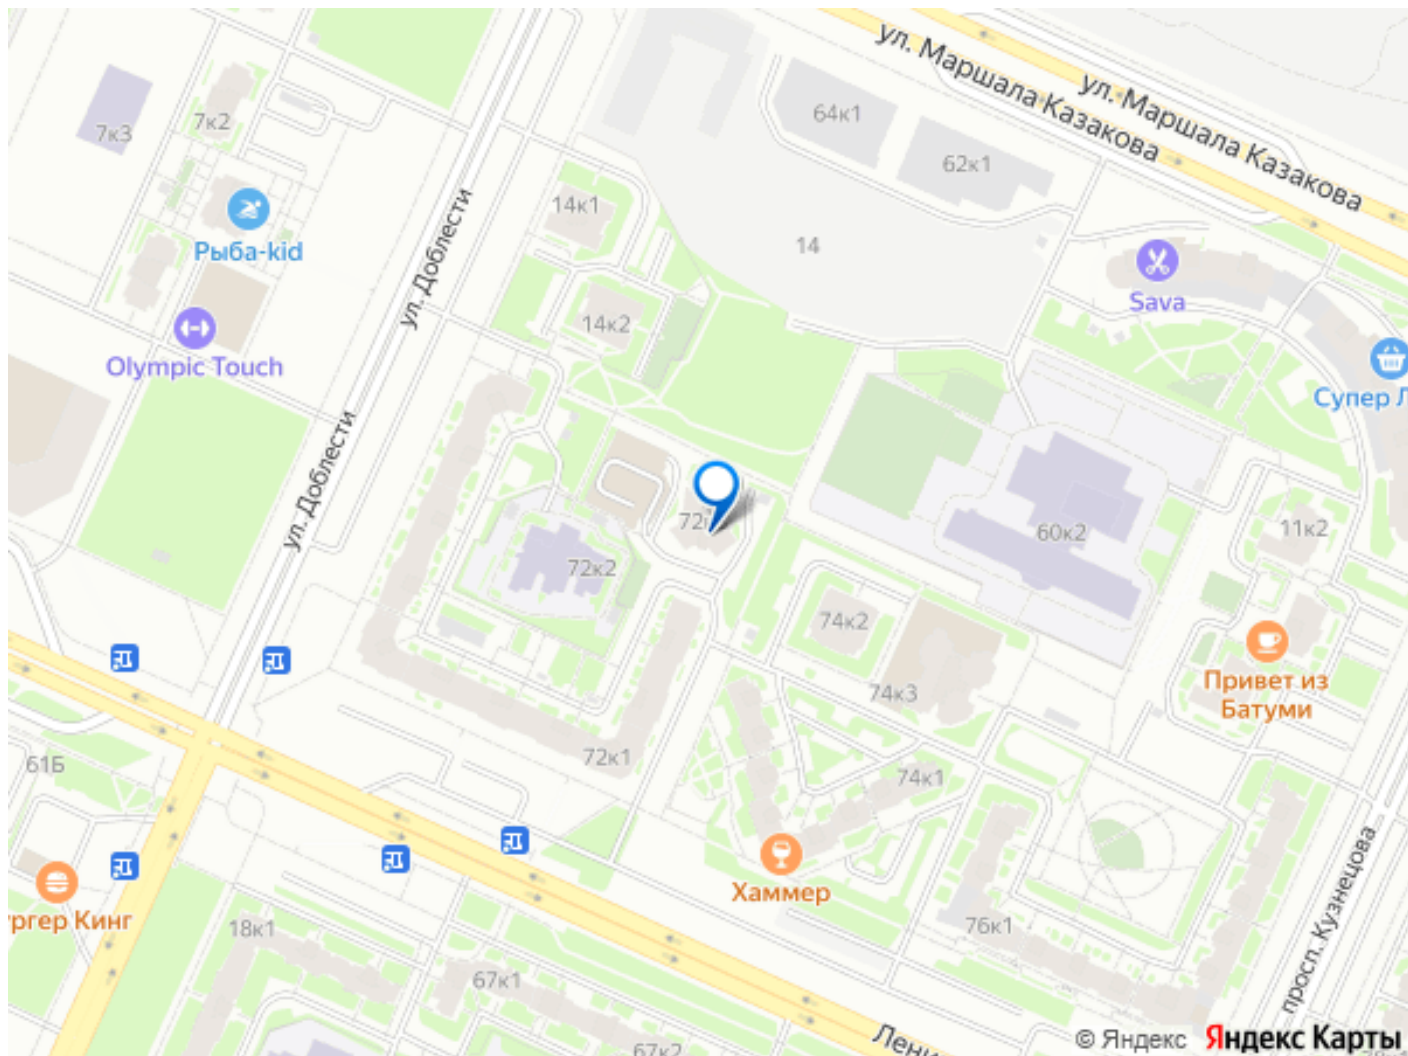 ул. Маршала Казакова
ул. Маршала Казакова
64к1
62к1
7к3
7к2
14к1
14
Рыба-kid
ул. Доблести
Sava
14к2
Olympic Touch
Супер
ул. Доблести
60к2
11к2
72к2
74к2
74к3
Привет из
Батуми
72к1
61Б
74к1
Хаммер
ургер Кинг
18к1
76к1
67к1
просп. Кузнецова
67к2
Лени
© Яндекс Яндекс Карты